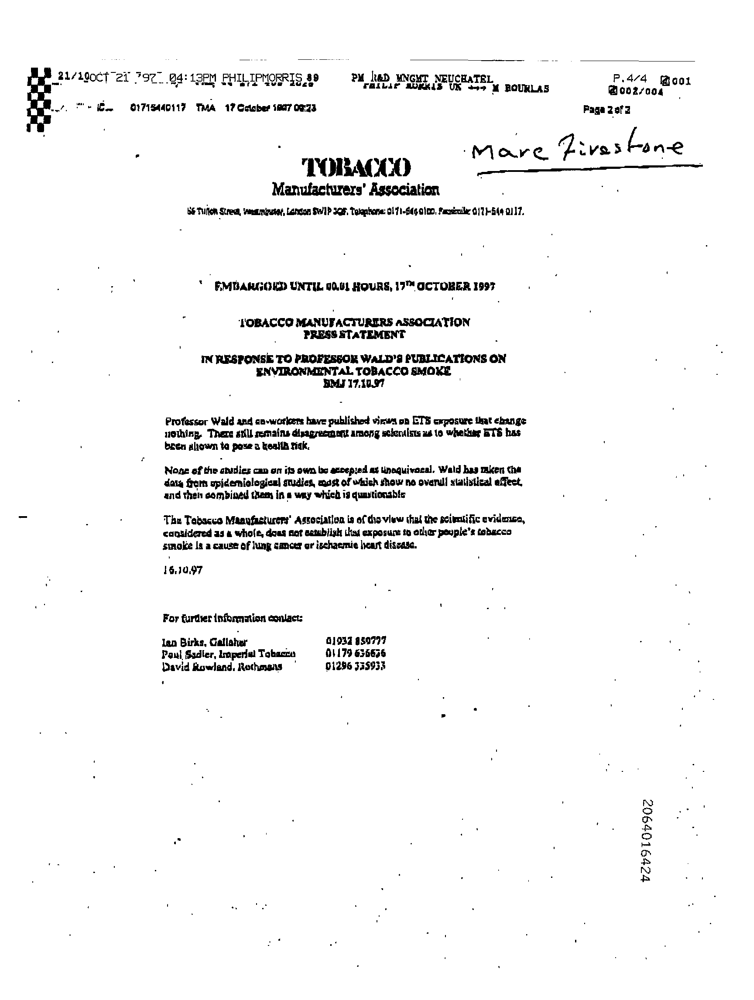 21/10OCT 21 '97 04:13PM PHILIPMORRIS 89 PM R&D MNGMT NEUCHATEL P.4/4 001
PHILIP MORRIS UK → M BOURLAS 002/004
01715440117 TMA 17 October 1997 09:23 Page 2 of 2
Marc Firestone
TOBACCO
Manufacturers' Association
Street, Westminster, London SW1P Telephone: 0171-544 0100. Facsimile: 0171-544 0117.
EMBARGOED UNTIL 00.01 HOURS, 17TH OCTOBER 1997
TOBACCO MANUFACTURERS ASSOCIATION
PRESS STATEMENT
IN RESPONSE TO PROFESSOR WALD'S PUBLICATIONS ON
ENVIRONMENTAL TOBACCO SMOKE
BMJ 17.10.97
Professor Wald and co-workers have published views on ETS exposure that change
nothing. There still remains disagreement among scientists as to whether ETS has
been shown to pose a health risk.
None of the studies can on its own be accepted as unequivocal. Wald has taken the
data from epidemiological studies, most of which show no overall statistical effect,
and then combined them in a way which is questionable
The Tobacco Manufacturers' Association is of the view that the scientific evidence,
considered as a whole, does not establish that exposure to other people's tobacco
smoke is a cause of lung cancer or ischaemic heart disease.
16.10.97
For further information contact:
Ian Birks, Gallaher 01932 859777
Paul Sadler, Imperial Tobacco 01179 636636
David Rowland, Rothmans 01296 335933
2064016424